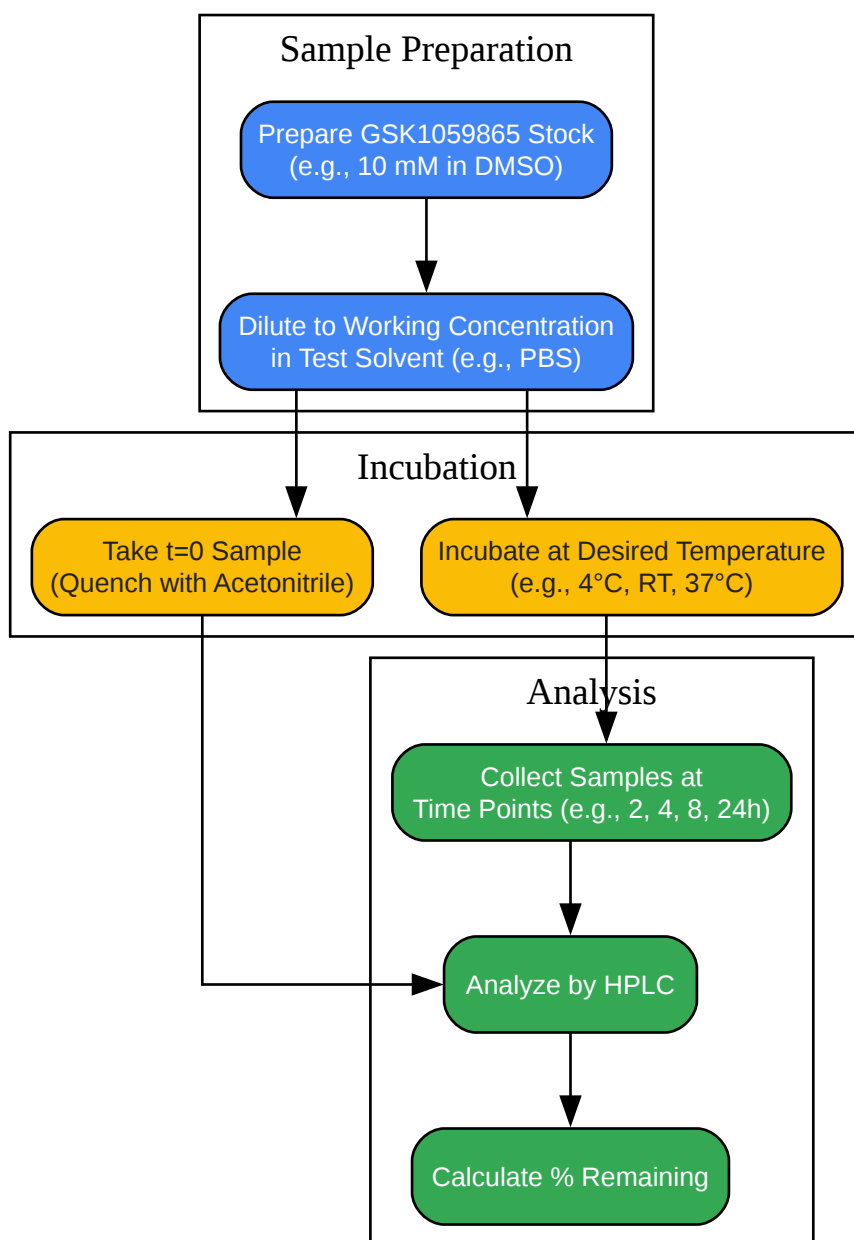 Sample Preparation
Prepare GSK1059865 Stock
(e.g., 10 mM in DMSO)
Dilute to Working Concentration
in Test Solvent (e.g., PBS)
Incubation
Take t=0 Sample
(Quench with Acetonitrile)
Incubate at Desired Temperature
(e.g., 4°C, RT, 37°C)
Analysis
Collect Samples at
Time Points (e.g., 2, 4, 8, 24h)
Analyze by HPLC
Calculate % Remaining